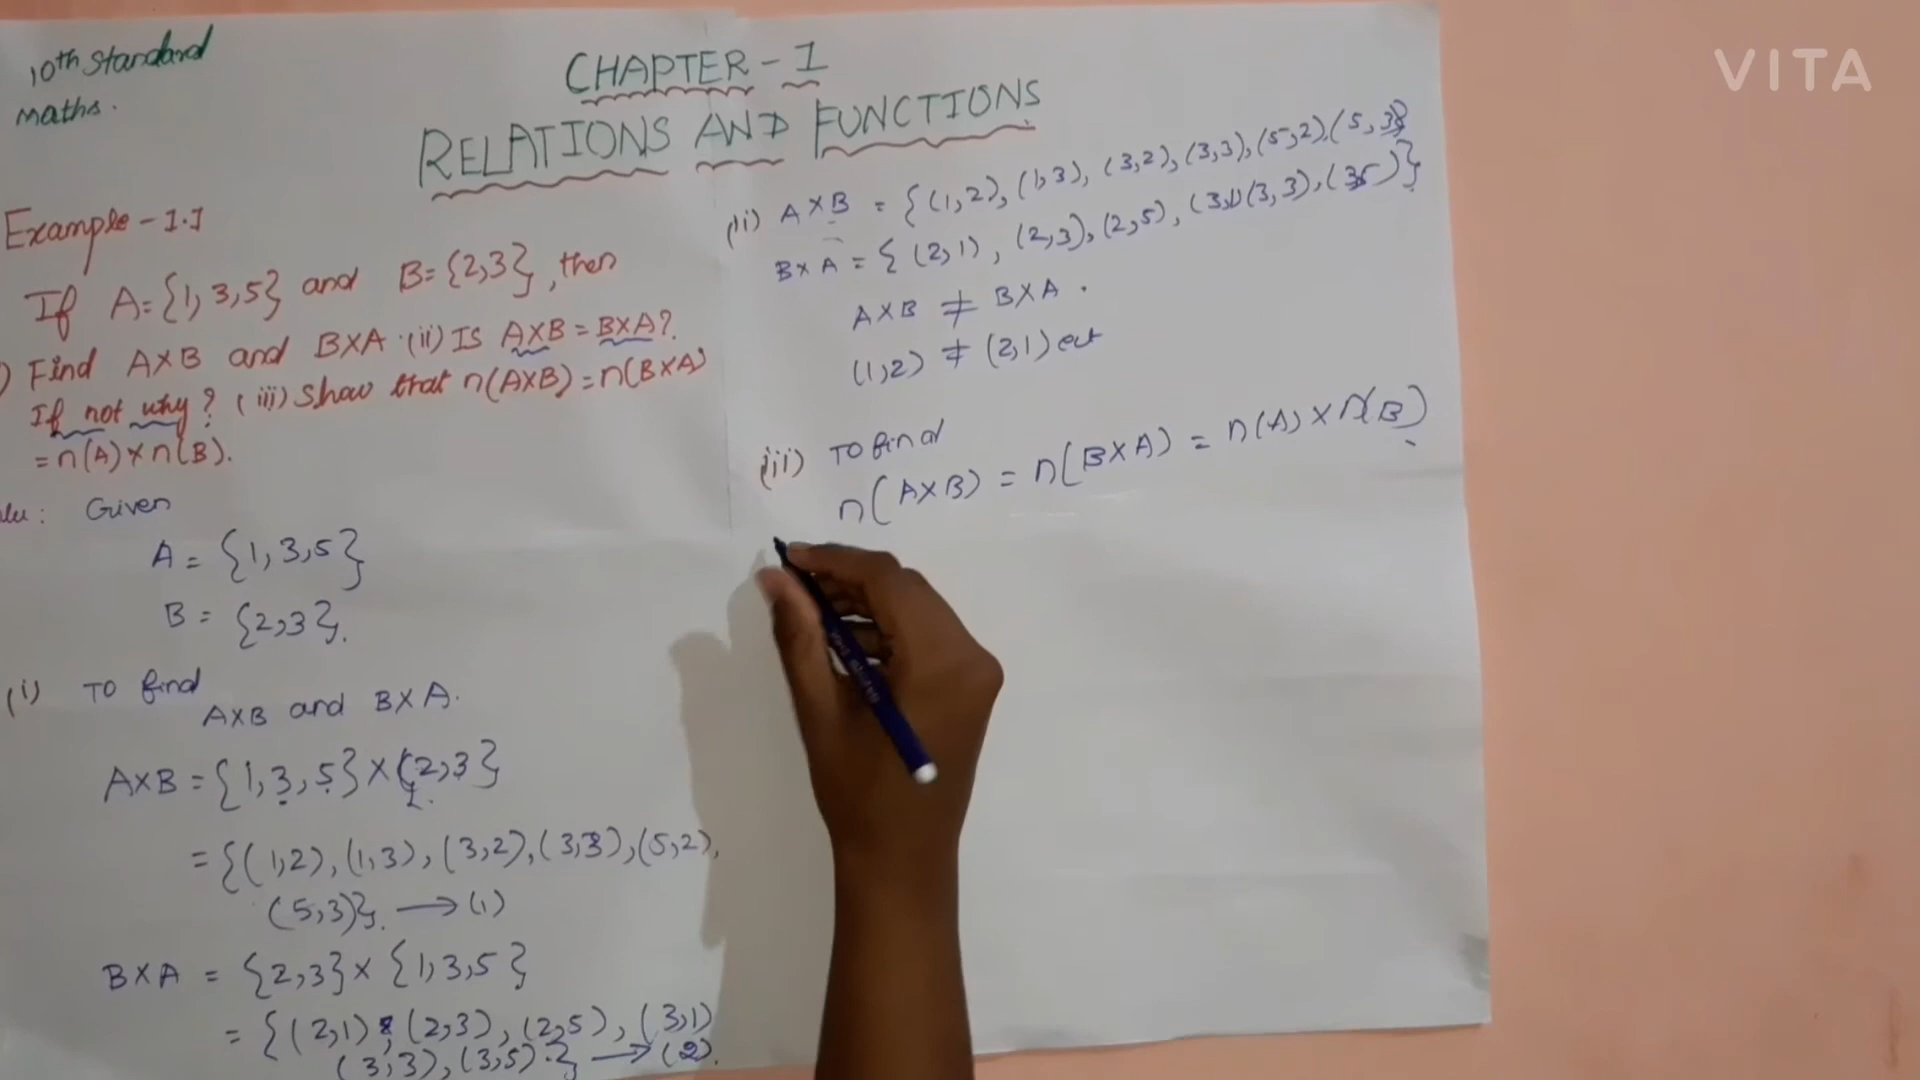 10th Standard
maths.
CHAPTER - I
RELATIONS AND FUNCTIONS
Example - 1.1
If A = {1, 3, 5} and B = {2, 3}, then
) Find A X B and B X A . (ii) Is A X B = B X A ?
If not why ? (iii) Show that n(A X B) = n(B X A)
= n(A) X n(B).
Given
A = {1, 3, 5}
B = {2, 3}.
(i) TO find
A X B and B X A.
A X B = {1, 3, 5} X {2, 3}
= {(1,2), (1,3), (3,2), (3,3), (5,2),
(5,3)}. → (1)
B X A = {2,3} X {1,3,5}
= {(2,1), (2,3), (2,5), (3,1)
(3,3), (3,5).} → (2).
(ii) A X B = {(1,2), (1,3), (3,2), (3,3), (5,2), (5,3)}
B X A = {(2,1), (2,3), (2,5), (3,1)(3,3), (35)}
A X B ≠ B X A .
(1,2) ≠ (2,1) ect
(iii) TO find
n(A X B) = n(B X A) = n(A) X n(B)
VITA